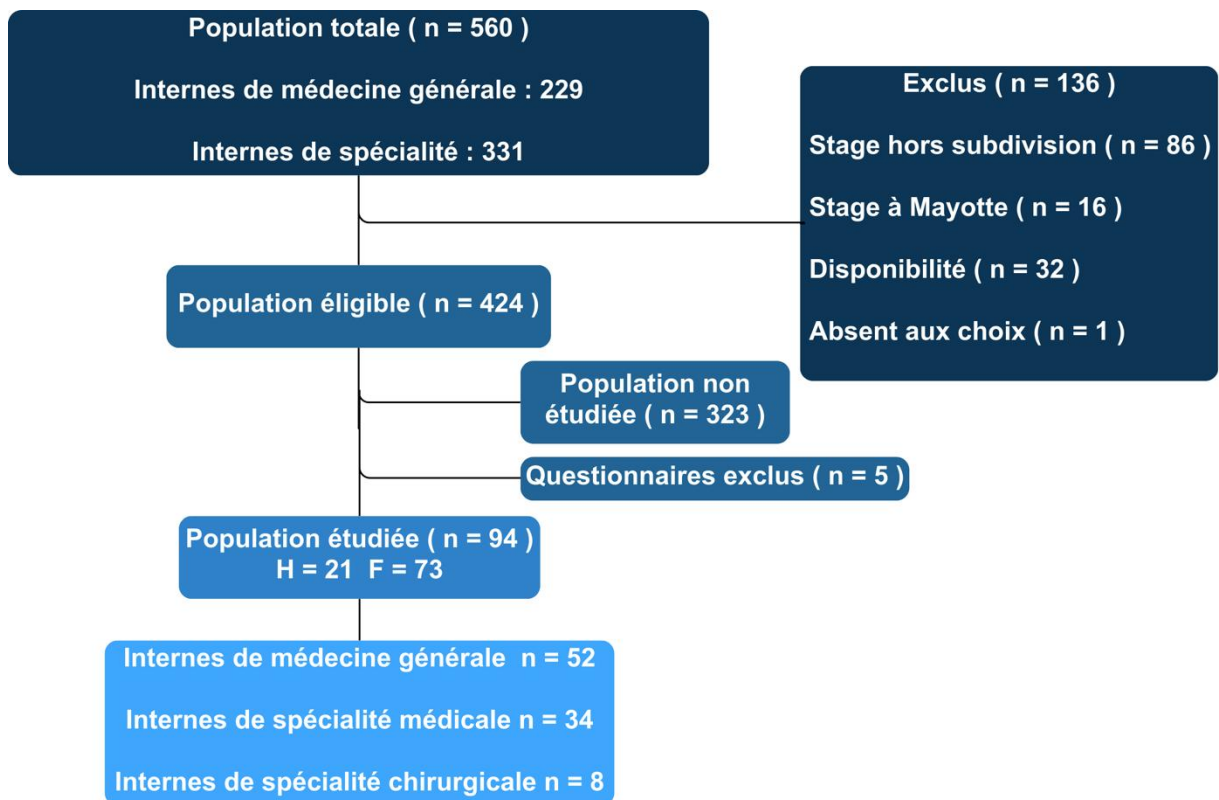 Population totale ( n = 560 )
Internes de médecine générale : 229
Internes de spécialité : 331
Exclus ( n = 136 )
Stage hors subdivision ( n = 86 )
Stage à Mayotte ( n = 16 )
Disponibilité ( n = 32 )
Absent aux choix ( n = 1 )
Population éligible ( n = 424 )
Population non
étudiée ( n = 323 )
Questionnaires exclus ( n = 5 )
Population étudiée ( n = 94 )
H = 21 F = 73
Internes de médecine générale n = 52
Internes de spécialité médicale n = 34
Internes de spécialité chirurgicale n = 8